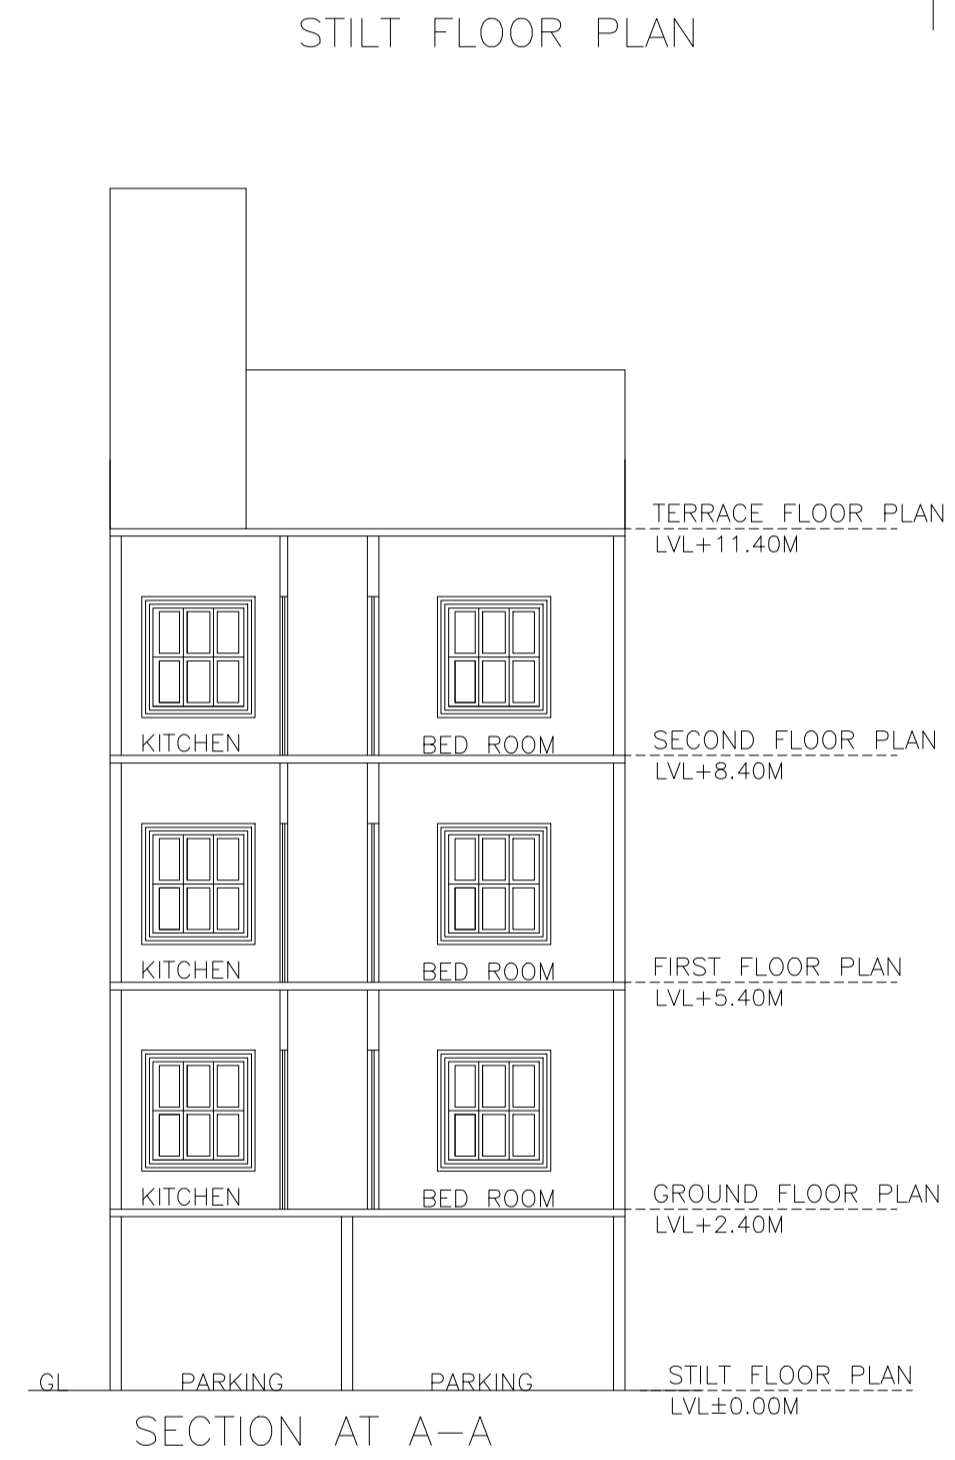 STILT FLOOR PLAN
TERRACE FLOOR PLAN
LVL+11.40M
KITCHEN BED ROOM
SECOND FLOOR PLAN
LVL+8.40M
KITCHEN BED ROOM
FIRST FLOOR PLAN
LVL+5.40M
KITCHEN BED ROOM
GROUND FLOOR PLAN
LVL+2.40M
GL PARKING PARKING
STILT FLOOR PLAN
LVL±0.00M
SECTION AT A-A